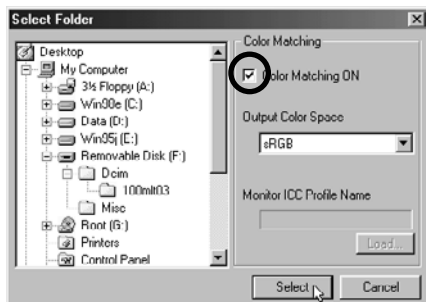 Select Folder
Desktop
My Computer
3½ Floppy (A:)
Win98e (C:)
Data (D:)
Win95j (E:)
Removable Disk (F:)
Dcim
100mlt03
Misc
Root (G:)
Printers
Control Panel
Color Matching
Color Matching ON
Output Color Space
sRGB
Monitor ICC Profile Name
Load...
Select
Cancel